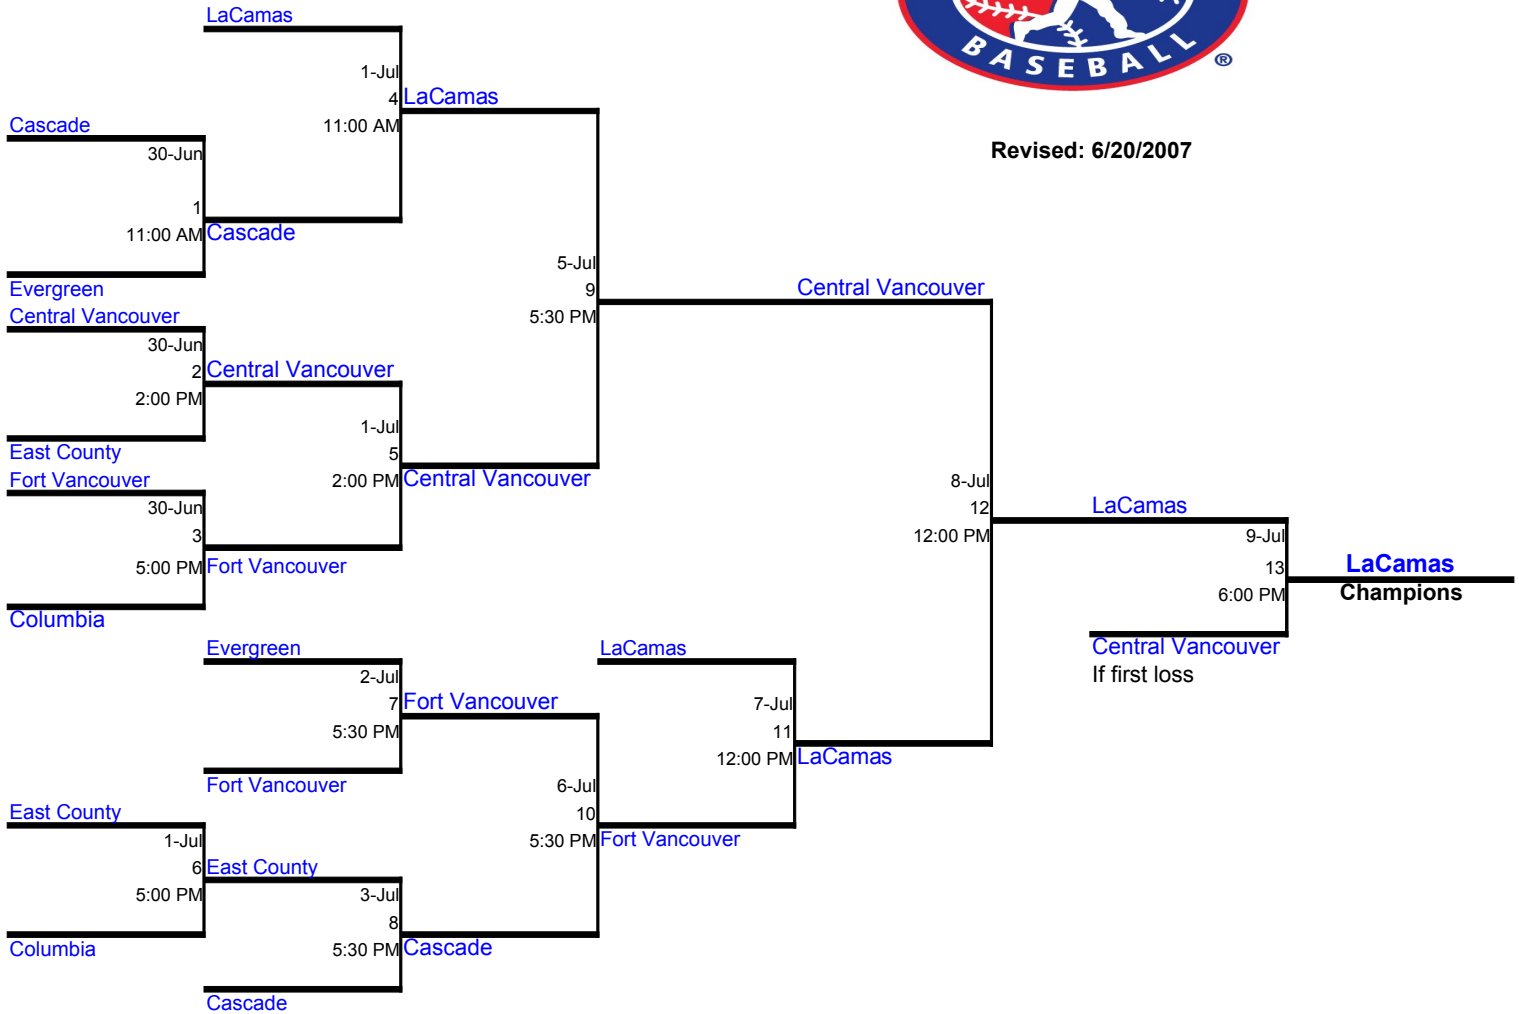 LaCamas
1-Jul
4
LaCamas
11:00 AM
BASEBALL ®
Revised: 6/20/2007
Cascade
30-Jun
1
11:00 AM
Cascade
Evergreen
5-Jul
9
5:30 PM
Central Vancouver
Central Vancouver
30-Jun
2
Central Vancouver
2:00 PM
East County
1-Jul
5
2:00 PM
Central Vancouver
Fort Vancouver
30-Jun
3
5:00 PM
Fort Vancouver
Columbia
8-Jul
12
12:00 PM
LaCamas
9-Jul
13
6:00 PM
LaCamas
Champions
Central Vancouver
If first loss
Evergreen
2-Jul
7
Fort Vancouver
5:30 PM
Fort Vancouver
LaCamas
7-Jul
11
12:00 PM
LaCamas
6-Jul
10
5:30 PM
Fort Vancouver
East County
1-Jul
6
East County
5:00 PM
Columbia
3-Jul
8
5:30 PM
Cascade
Cascade